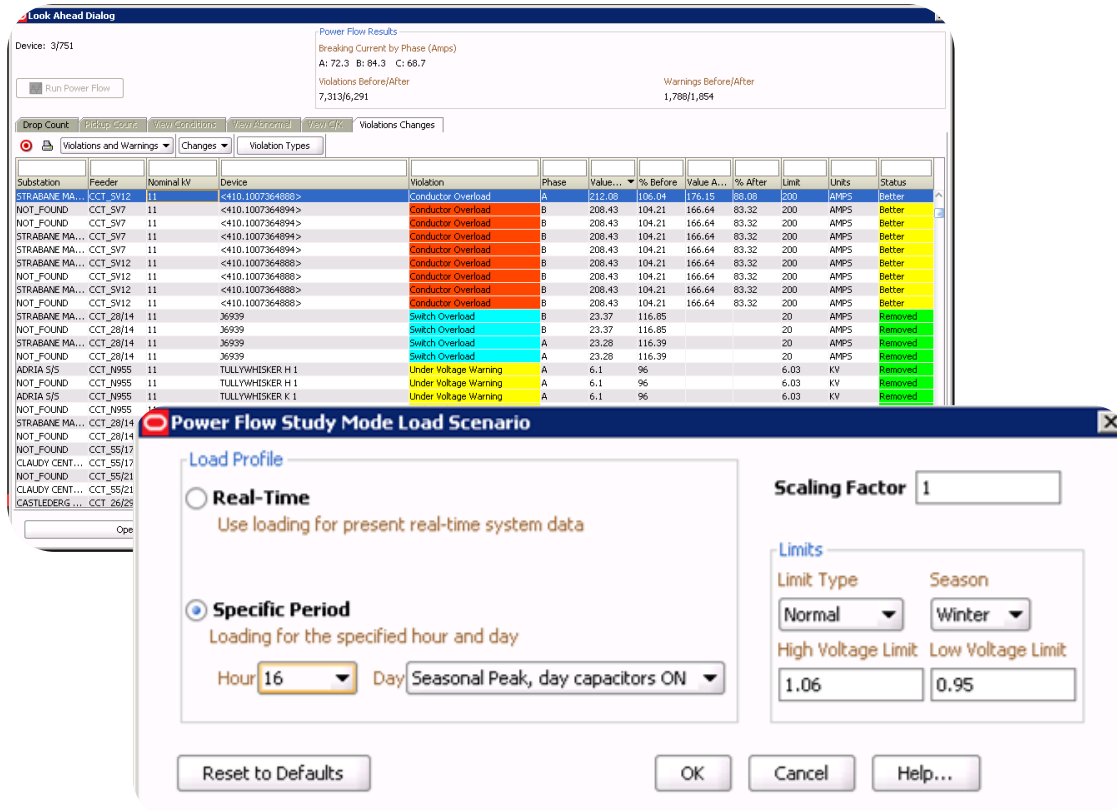 Look Ahead Dialog
Device: 3/751
Run Power Flow
Power Flow Results
Breaking Current by Phase (Amps)
A: 72.3 B: 84.3 C: 68.7
Violations Before/After Warnings Before/After
7,313/6,291 1,788/1,854
Drop Count Pickup Count View Conditions View Abnormal Violations Changes
Violations and Warnings Changes Violation Types
Substation Feeder Nominal kV Device Violation Phase Value... % Before Value A... % After Limit Units Status
STRABANE MA... CCT_SV12 11 <410.1007364888> Conductor Overload A 212.08 106.04 176.15 88.08 200 AMPS Better
NOT_FOUND CCT_SV7 11 <410.1007364894> Conductor Overload B 208.43 104.21 166.64 83.32 200 AMPS Better
NOT_FOUND CCT_SV7 11 <410.1007364894> Conductor Overload B 208.43 104.21 166.64 83.32 200 AMPS Better
STRABANE MA... CCT_SV7 11 <410.1007364894> Conductor Overload B 208.43 104.21 166.64 83.32 200 AMPS Better
STRABANE MA... CCT_SV7 11 <410.1007364894> Conductor Overload B 208.43 104.21 166.64 83.32 200 AMPS Better
STRABANE MA... CCT_SV12 11 <410.1007364888> Conductor Overload B 208.43 104.21 166.64 83.32 200 AMPS Better
NOT_FOUND CCT_SV12 11 <410.1007364888> Conductor Overload B 208.43 104.21 166.64 83.32 200 AMPS Better
STRABANE MA... CCT_SV12 11 <410.1007364888> Conductor Overload B 208.43 104.21 166.64 83.32 200 AMPS Better
NOT_FOUND CCT_SV12 11 <410.1007364888> Conductor Overload B 208.43 104.21 166.64 83.32 200 AMPS Better
STRABANE MA... CCT_28/14 11 J6939 Switch Overload B 23.37 116.85 20 AMPS Removed
NOT_FOUND CCT_28/14 11 J6939 Switch Overload B 23.37 116.85 20 AMPS Removed
STRABANE MA... CCT_28/14 11 J6939 Switch Overload A 23.28 116.39 20 AMPS Removed
NOT_FOUND CCT_28/14 11 J6939 Switch Overload A 23.28 116.39 20 AMPS Removed
ADRIA S/S CCT_N955 11 TULLYWHISKER H 1 Under Voltage Warning A 6.1 96 6.03 KV Removed
NOT_FOUND CCT_N955 11 TULLYWHISKER H 1 Under Voltage Warning A 6.1 96 6.03 KV Removed
ADRIA S/S CCT_N955 11 TULLYWHISKER K 1 Under Voltage Warning A 6.1 96 6.03 KV Removed
NOT_FOUND CCT_N955
STRABANE MA... CCT_28/14
NOT_FOUND CCT_28/14
NOT_FOUND CCT_55/17
CLAUDY CENT... CCT_55/17
NOT_FOUND CCT_55/21
CLAUDY CENT... CCT_55/21
CASTLEDERG ... CCT_26/29
Ope
Power Flow Study Mode Load Scenario
Load Profile
Real-Time
Use loading for present real-time system data
Specific Period
Loading for the specified hour and day
Hour 16 Day Seasonal Peak, day capacitors ON
Scaling Factor 1
Limits
Limit Type Season
Normal Winter
High Voltage Limit Low Voltage Limit
1.06 0.95
Reset to Defaults OK Cancel Help...